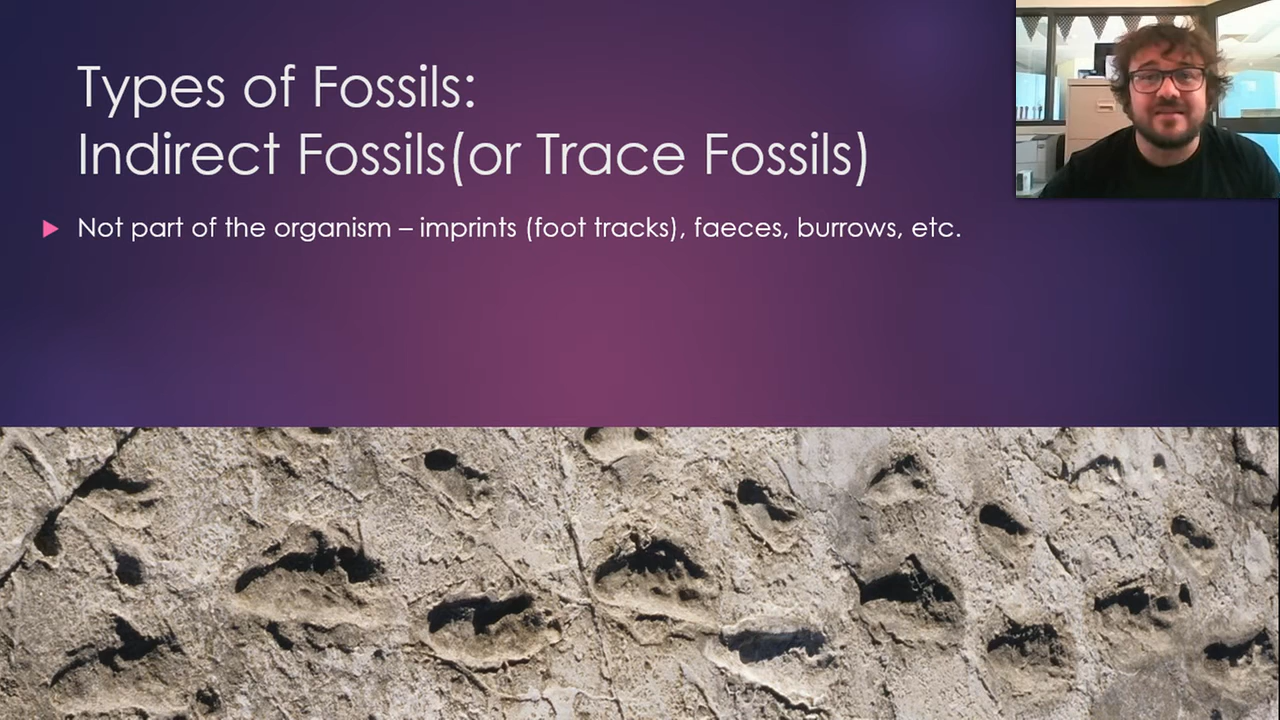 Types of Fossils:
Indirect Fossils(or Trace Fossils)
Not part of the organism – imprints (foot tracks), faeces, burrows, etc.